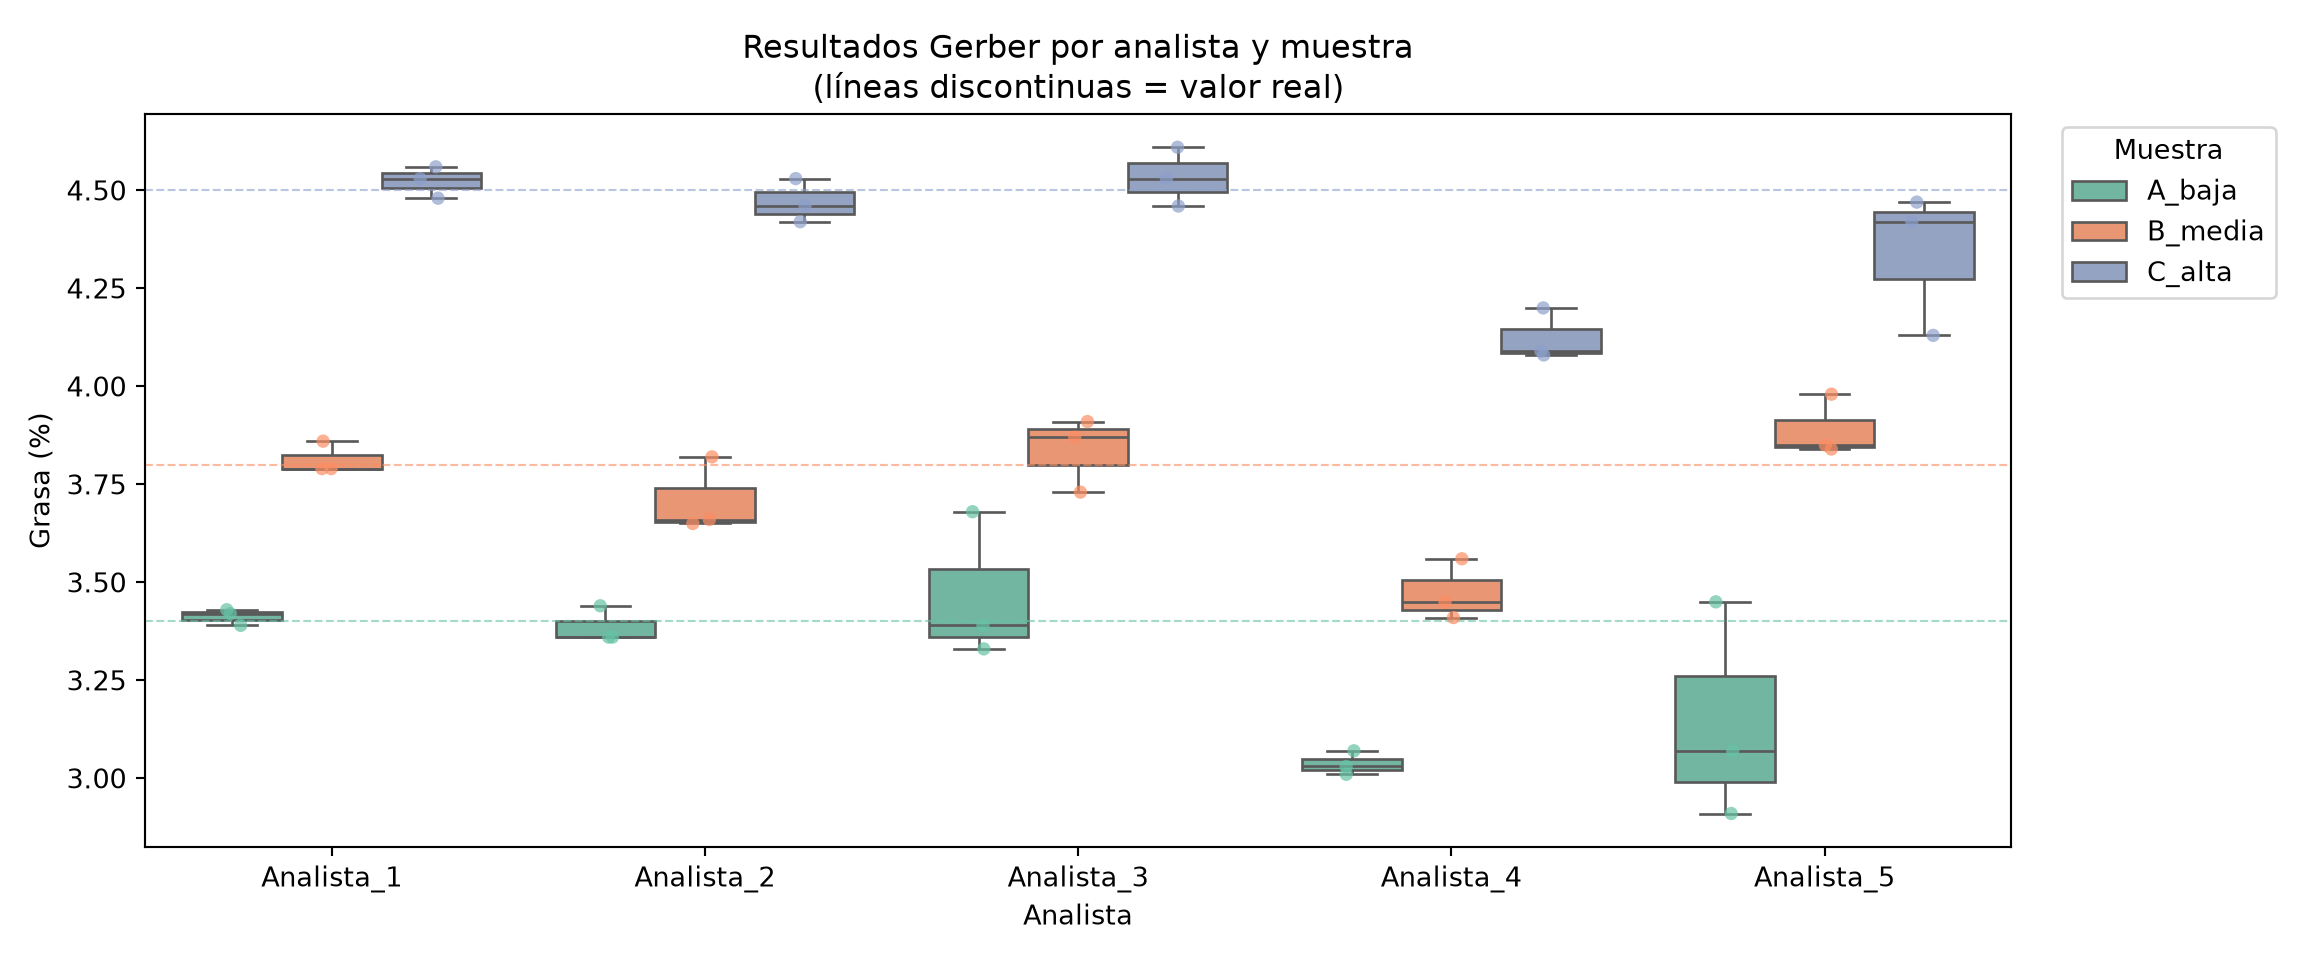 Resultados Gerber por analista y muestra
(líneas discontinuas = valor real)
Muestra
A_baja
B_media
C_alta
Grasa (%)
4.50
4.25
4.00
3.75
3.50
3.25
3.00
Analista_1
Analista_2
Analista_3
Analista_4
Analista_5
Analista